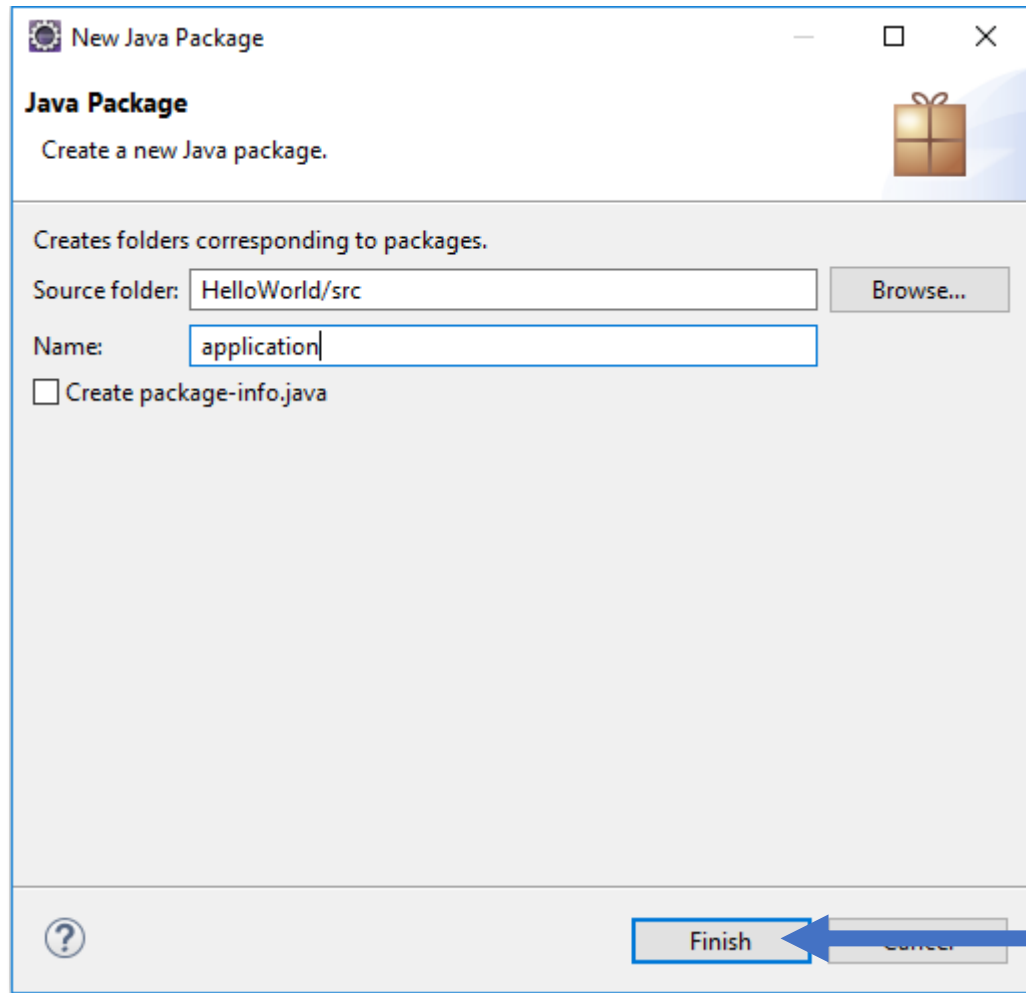 New Java Package
Java Package
Create a new Java package.
Creates folders corresponding to packages.
Source folder: HelloWorld/src Browse...
Name: application
Create package-info.java
Finish